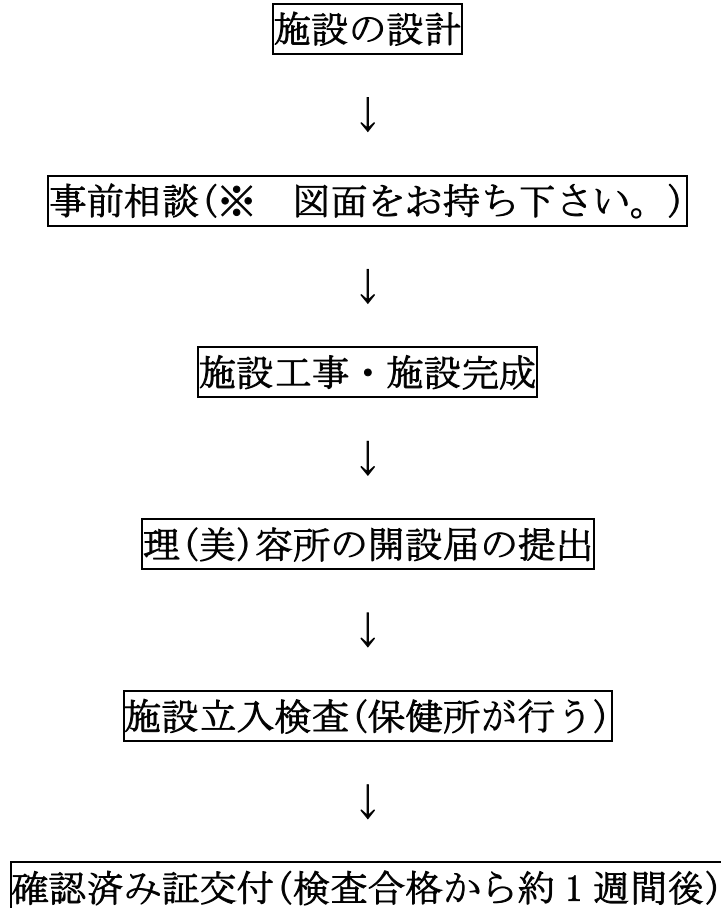 施設の設計
↓
事前相談(※　図面をお持ち下さい。)
↓
施設工事・施設完成
↓
理(美)容所の開設届の提出
↓
施設立入検査(保健所が行う)
↓
確認済み証交付(検査合格から約１週間後)